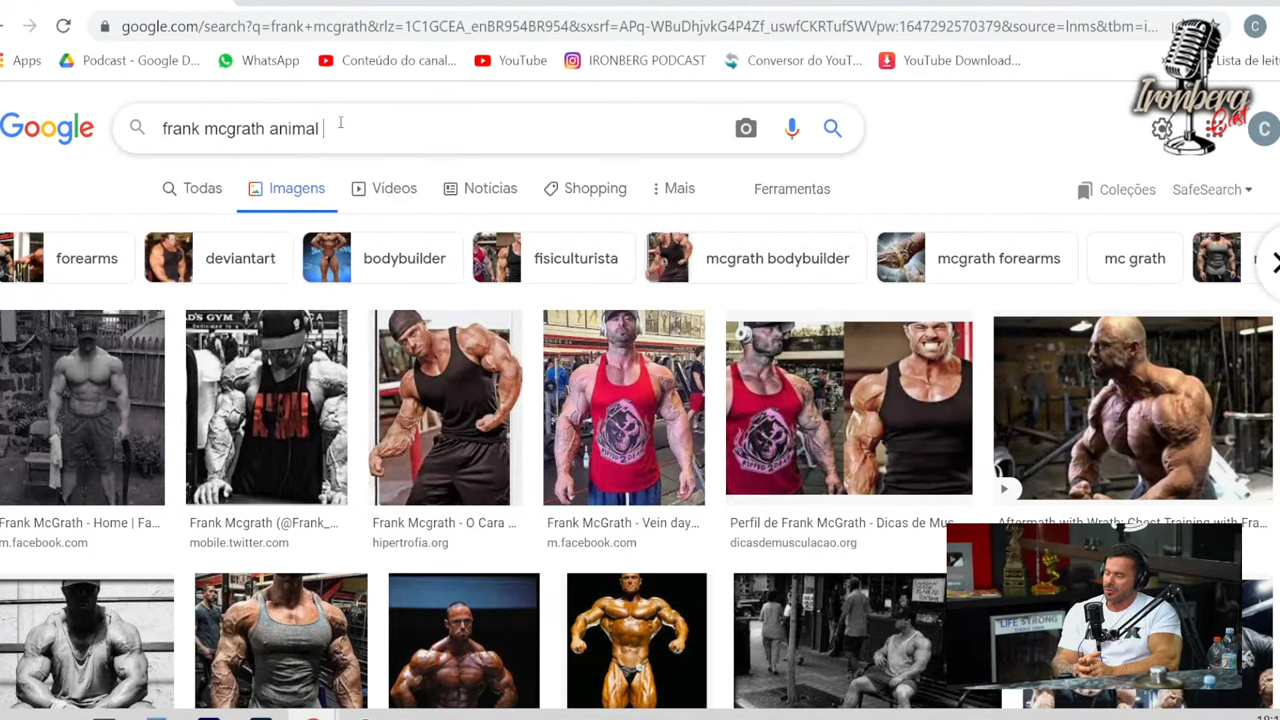 google.com/search?q=frank+mcgrath&rlz=1C1GCEA_enBR954BR954&sxsrf=APq-WBuDhjvkG4P4Zf_uswfCKRTufSWVpw:1647292570379&source=lnms&tbm=i...
Apps Podcast - Google D... WhatsApp Conteúdo do canal... YouTube IRONBERG PODCAST Conversor do YouT... YouTube Download... Lista de leit
Ironberg
Cast
Google frank mcgrath animal C
Todas Imagens Vídeos Notícias Shopping Mais Ferramentas Coleções SafeSearch
forearms deviantart bodybuilder fisiculturista mcgrath bodybuilder mcgrath forearms mc grath
Frank McGrath - Home | Fa... Frank McGrath (@Frank_... Frank Mcgrath - O Cara ... Frank McGrath - Vein day... Perfil de Frank McGrath - Dicas de Mus... Aftermath with Wrath: Chest Training with Fra...
m.facebook.com mobile.twitter.com hipertrofia.org m.facebook.com dicasdemusculacao.org
LIFE STRONG